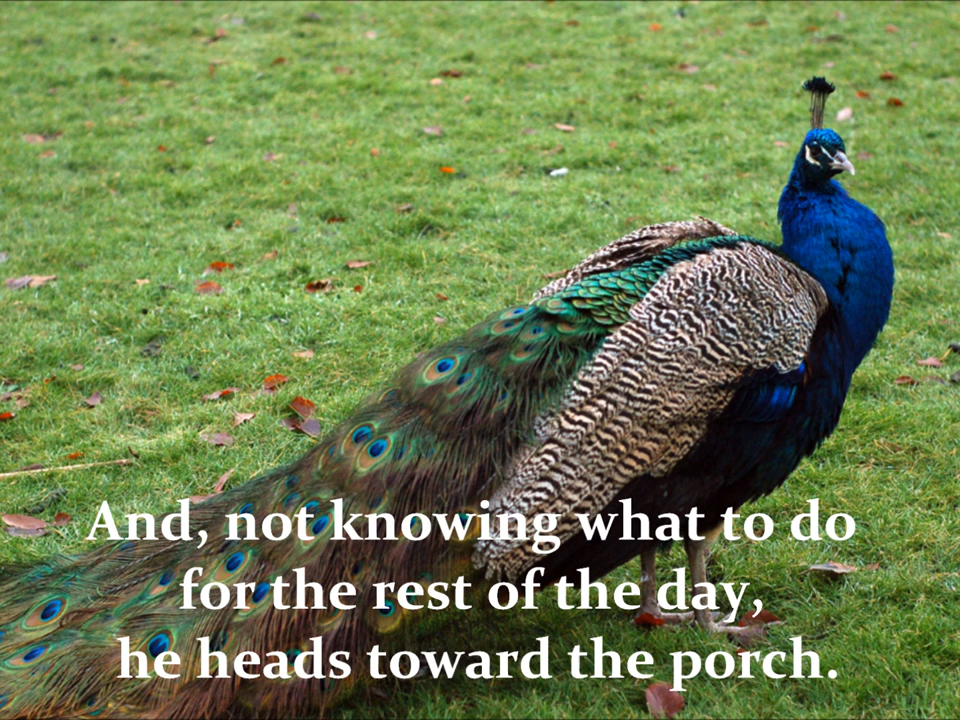 And, not knowing what to do
for the rest of the day,
he heads toward the porch.